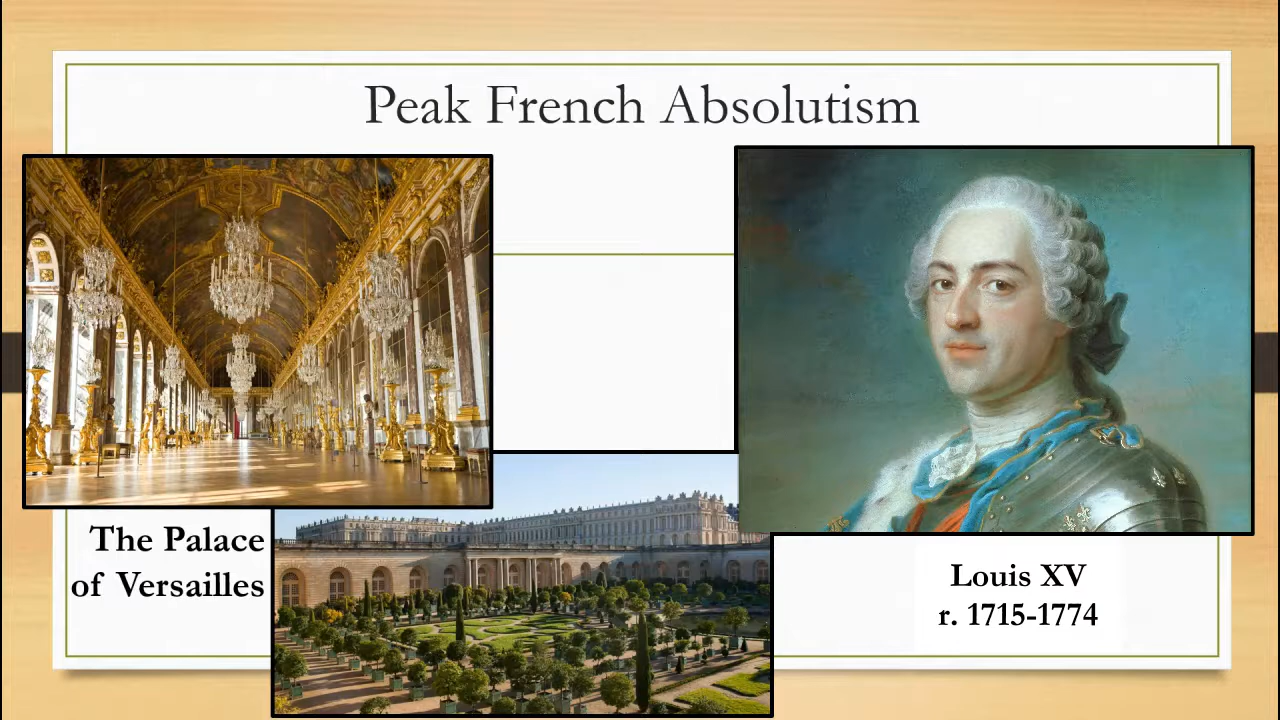 Peak French Absolutism
The Palace
of Versailles
Louis XV
r. 1715-1774